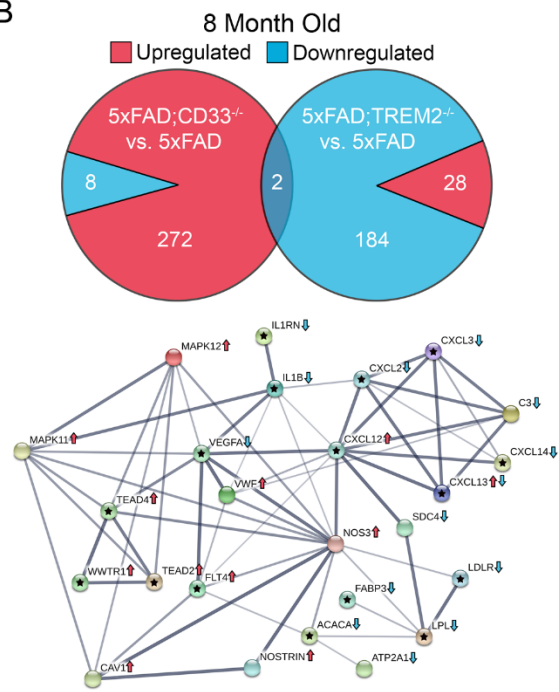 B
8 Month Old
Upregulated Downregulated
5xFAD;CD33-/-
vs. 5xFAD
5xFAD;TREM2-/-
vs. 5xFAD
8
2
28
272
184
IL1RN
MAPK12
CXCL3
IL1B
CXCL2
C3
MAPK11
VEGFA
CXCL12
CXCL14
VWF
CXCL13
TEAD4
SDC4
NOS3
WWTR1
TEAD2
FLT4
LDLR
FABP3
ACACA
LPL
CAV1
NOSTRIN
ATP2A1